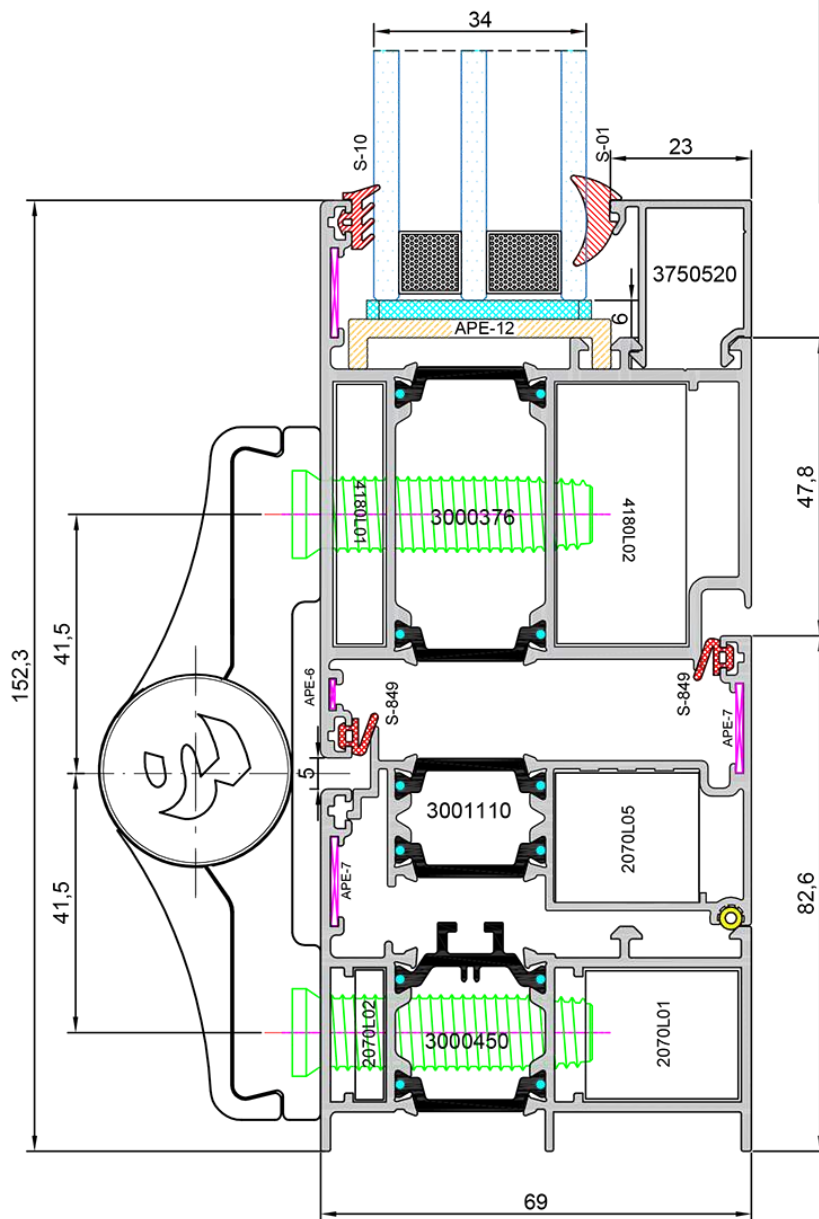 34
S-10
S-01
23
3750520
6
APE-12
47,8
4180L01
3000376
4180L02
41,5
152,3
APE-6
S-849
S-849
APE-7
5
3001110
2070L05
APE-7
41,5
82,6
2070L02
3000450
2070L01
69